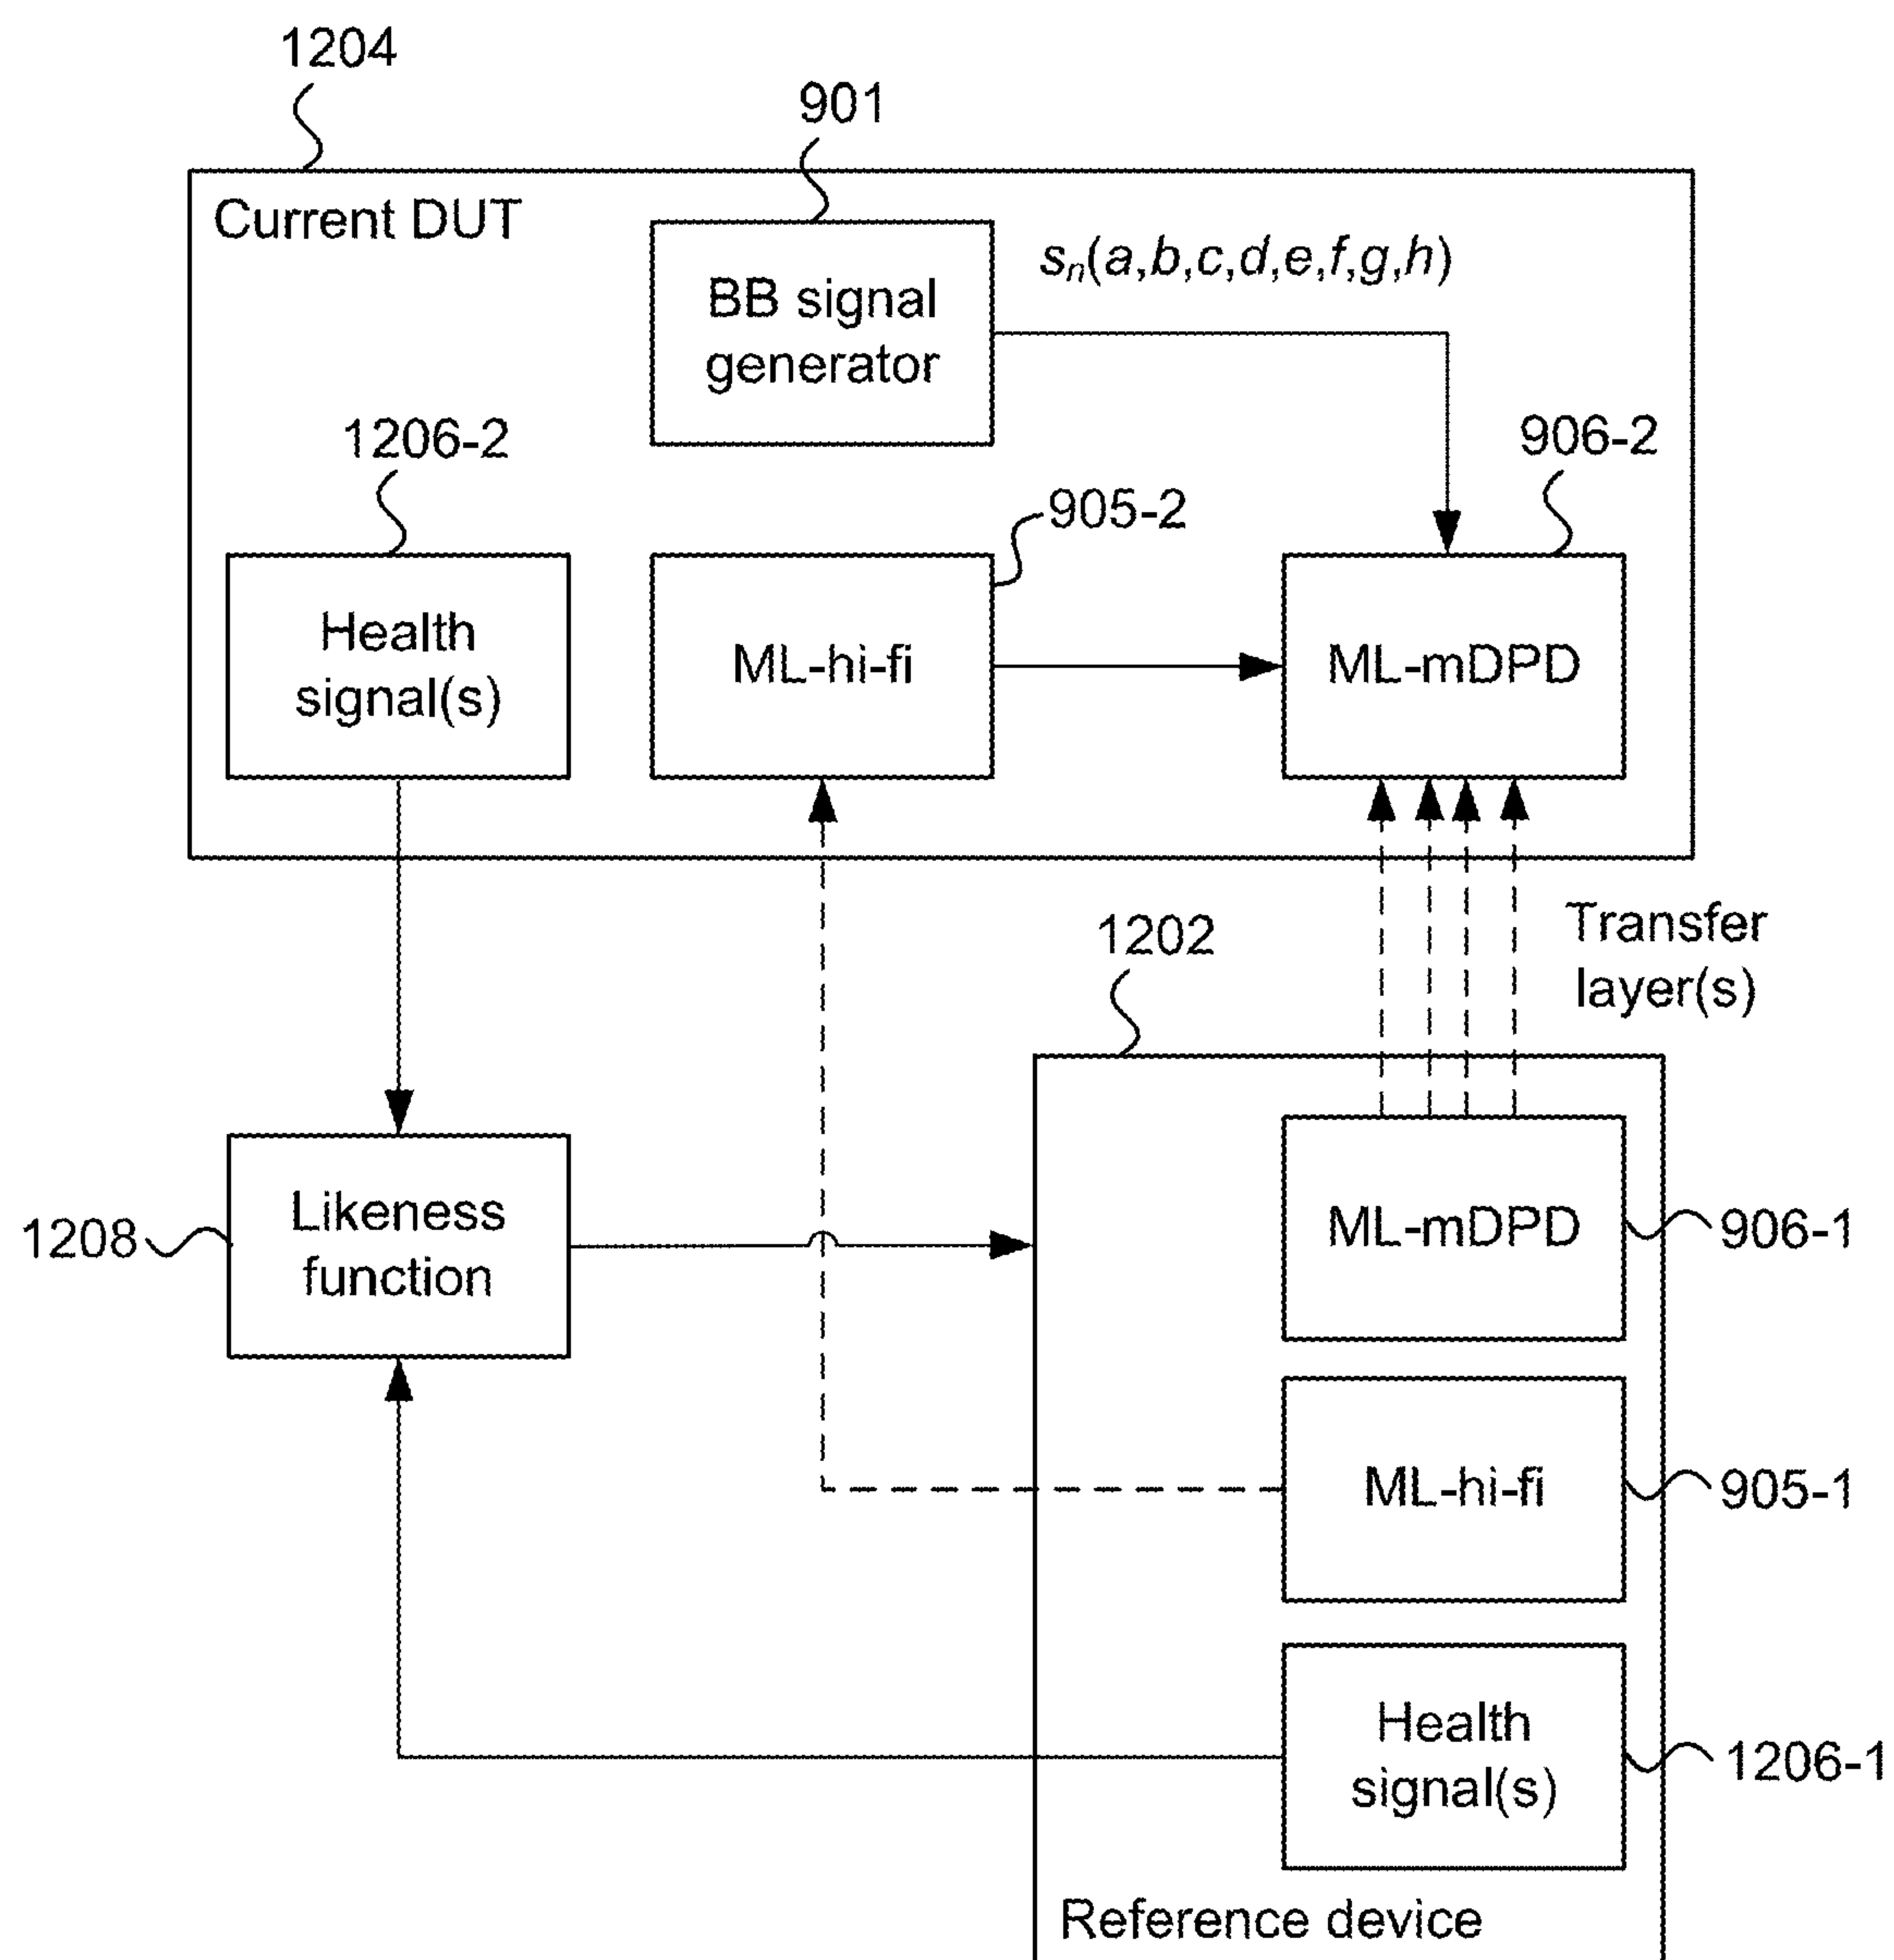 1204
901
Current DUT
BB signal
generator
sn(a,b,c,d,e,f,g,h)
1206-2
906-2
905-2
Health
signal(s)
ML-hi-fi
ML-mDPD
1202
Transfer
layer(s)
1208
Likeness
function
ML-mDPD
906-1
ML-hi-fi
905-1
Health
signal(s)
1206-1
Reference device